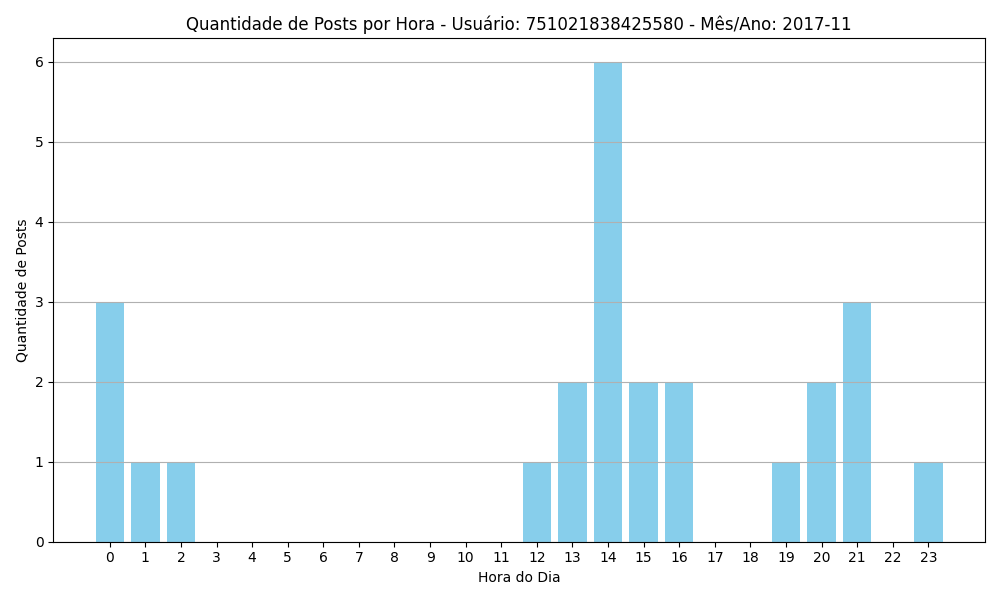 Quantidade de Posts por Hora - Usuário: 751021838425580 - Mês/Ano: 2017-11
Quantidade de Posts
6
5
4
3
2
1
0
0 1 2 3 4 5 6 7 8 9 10 11 12 13 14 15 16 17 18 19 20 21 22 23
Hora do Dia